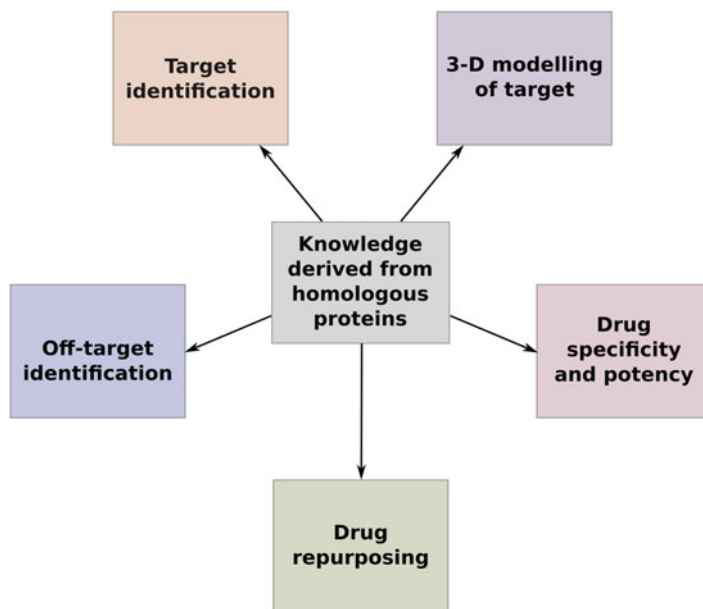 Target
identification
3-D modelling
of target
Knowledge
derived from
homologous
proteins
Off-target
identification
Drug
specificity
and potency
Drug
repurposing